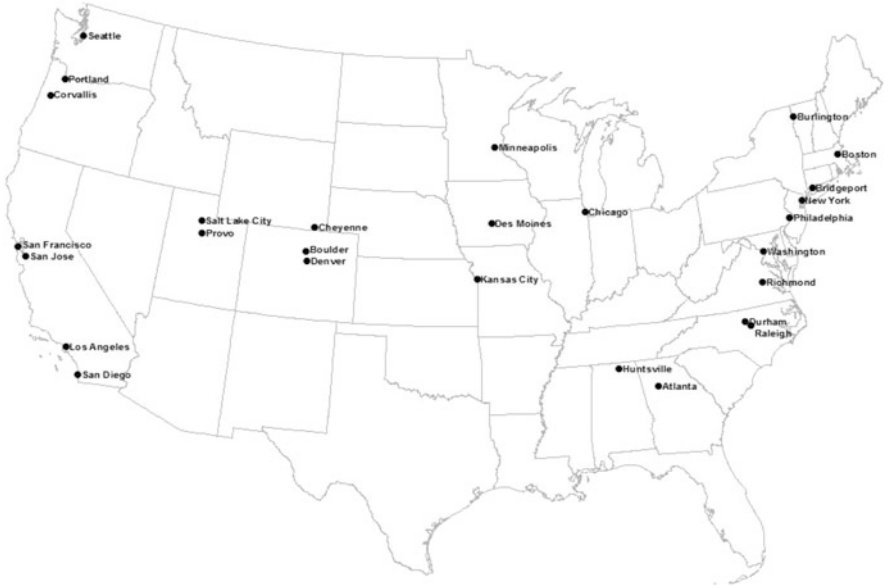 Seattle
Portland
Corvallis
Burlington
Minneapolis
Boston
Bridgeport
New York
Chicago
Philadelphia
Salt Lake City
Des Moines
Cheyenne
Provo
San Francisco
Boulder
Washington
San Jose
Denver
Kansas City
Richmond
Durham
Raleigh
Los Angeles
Huntsville
San Diego
Atlanta